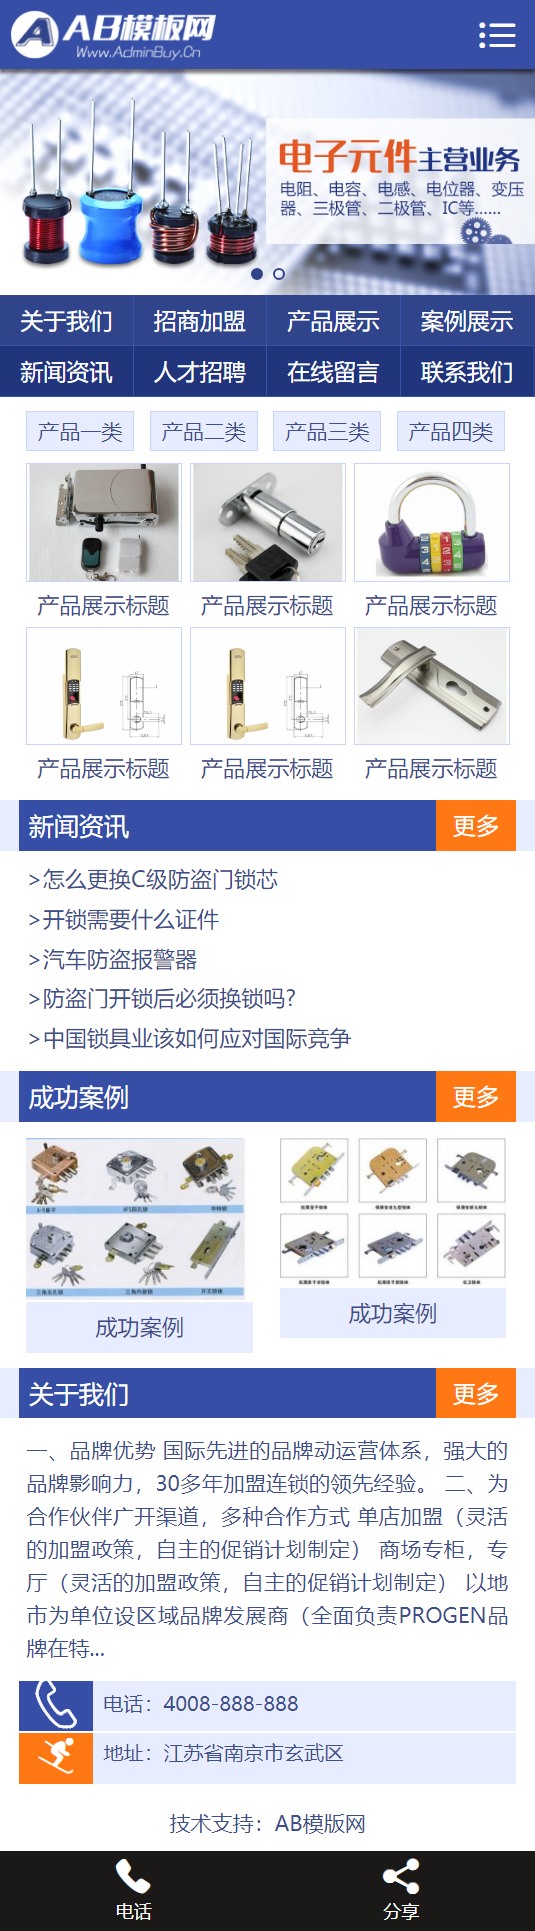 AB模板网
Www.AdminBuy.Cn
电子元件主营业务
电阻、电容、电感、电位器、变压
器、三极管、二极管、IC等......
关于我们 招商加盟 产品展示 案例展示
新闻资讯 人才招聘 在线留言 联系我们
产品一类 产品二类 产品三类 产品四类
产品展示标题 产品展示标题 产品展示标题
产品展示标题 产品展示标题 产品展示标题
新闻资讯 更多
>怎么更换C级防盗门锁芯
>开锁需要什么证件
>汽车防盗报警器
>防盗门开锁后必须换锁吗?
>中国锁具业该如何应对国际竞争
成功案例 更多
成功案例 成功案例
关于我们 更多
一、品牌优势 国际先进的品牌动运营体系，强大的
品牌影响力，30多年加盟连锁的领先经验。 二、为
合作伙伴广开渠道，多种合作方式 单店加盟（灵活
的加盟政策，自主的促销计划制定） 商场专柜，专
厅（灵活的加盟政策，自主的促销计划制定） 以地
市为单位设区域品牌发展商（全面负责PROGEN品
牌在特...
电话：4008-888-888
地址：江苏省南京市玄武区
技术支持：AB模版网
电话 分享